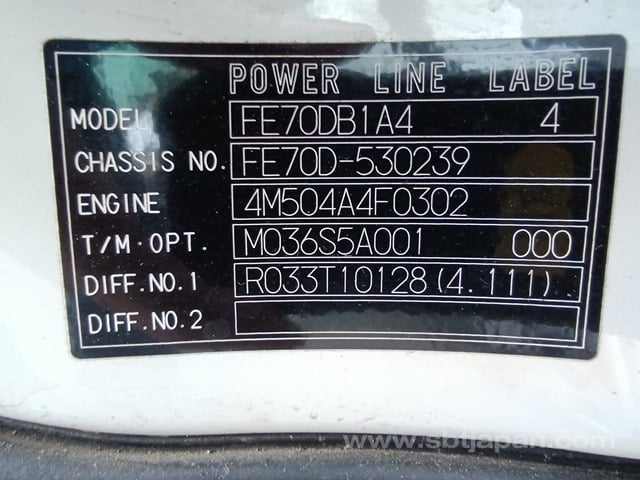 POWER LINE LABEL
MODEL FE70DB1A4 4
CHASSIS NO. FE70D-530239
ENGINE 4M504A4F0302
T/M·OPT. M036S5A001 000
DIFF.NO.1 R033T10128(4.111)
DIFF.NO.2
www.sbtjapan.com